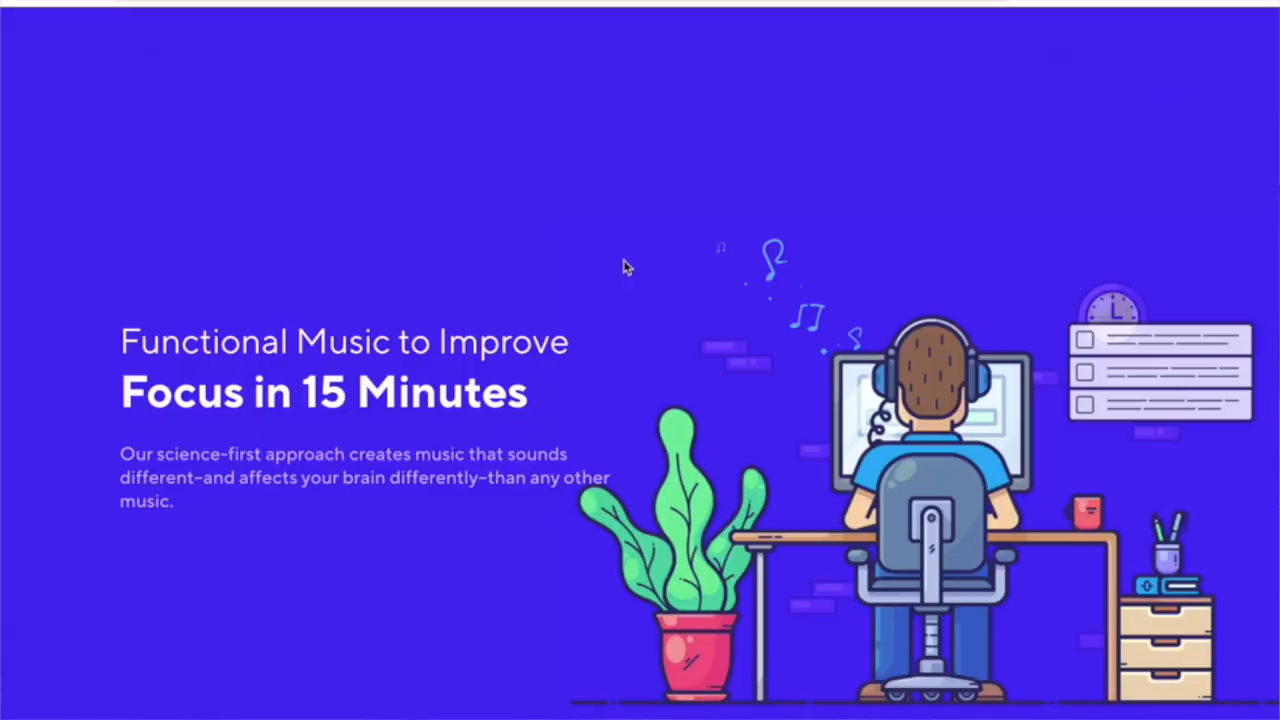 Functional Music to Improve
Focus in 15 Minutes
Our science-first approach creates music that sounds
different–and affects your brain differently–than any other
music.